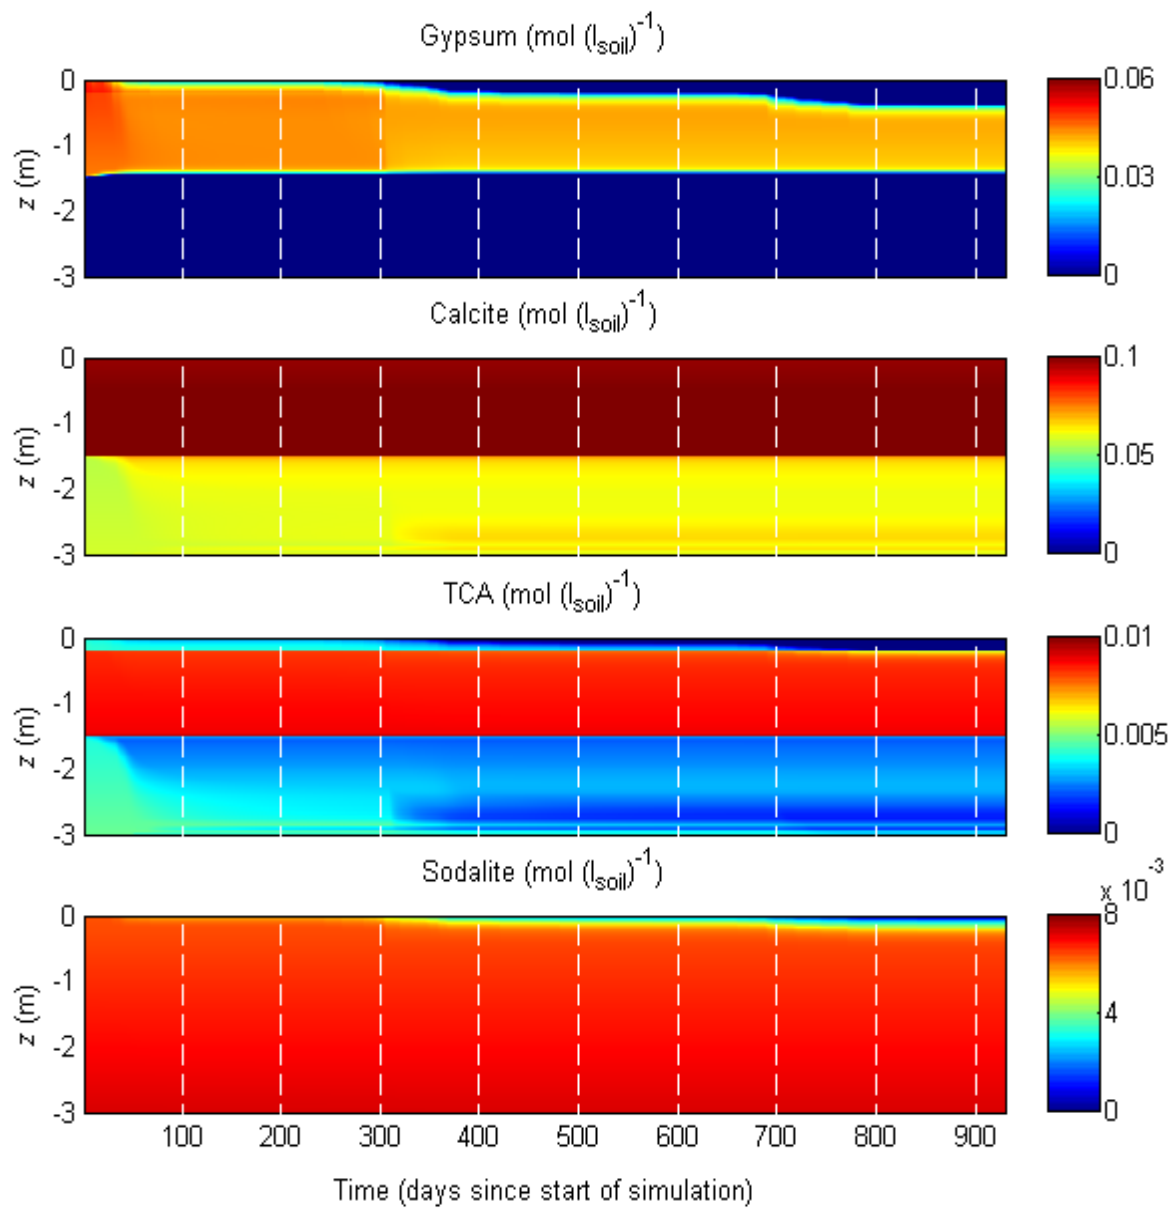 Gypsum (mol (l_soil)^-1)
0
-1
-2
-3
z (m)
0.06
0.03
0
Calcite (mol (l_soil)^-1)
0
-1
-2
-3
z (m)
0.1
0.05
0
TCA (mol (l_soil)^-1)
0
-1
-2
-3
z (m)
0.01
0.005
0
Sodalite (mol (l_soil)^-1)
x 10^-3
0
-1
-2
-3
z (m)
8
4
0
100 200 300 400 500 600 700 800 900
Time (days since start of simulation)